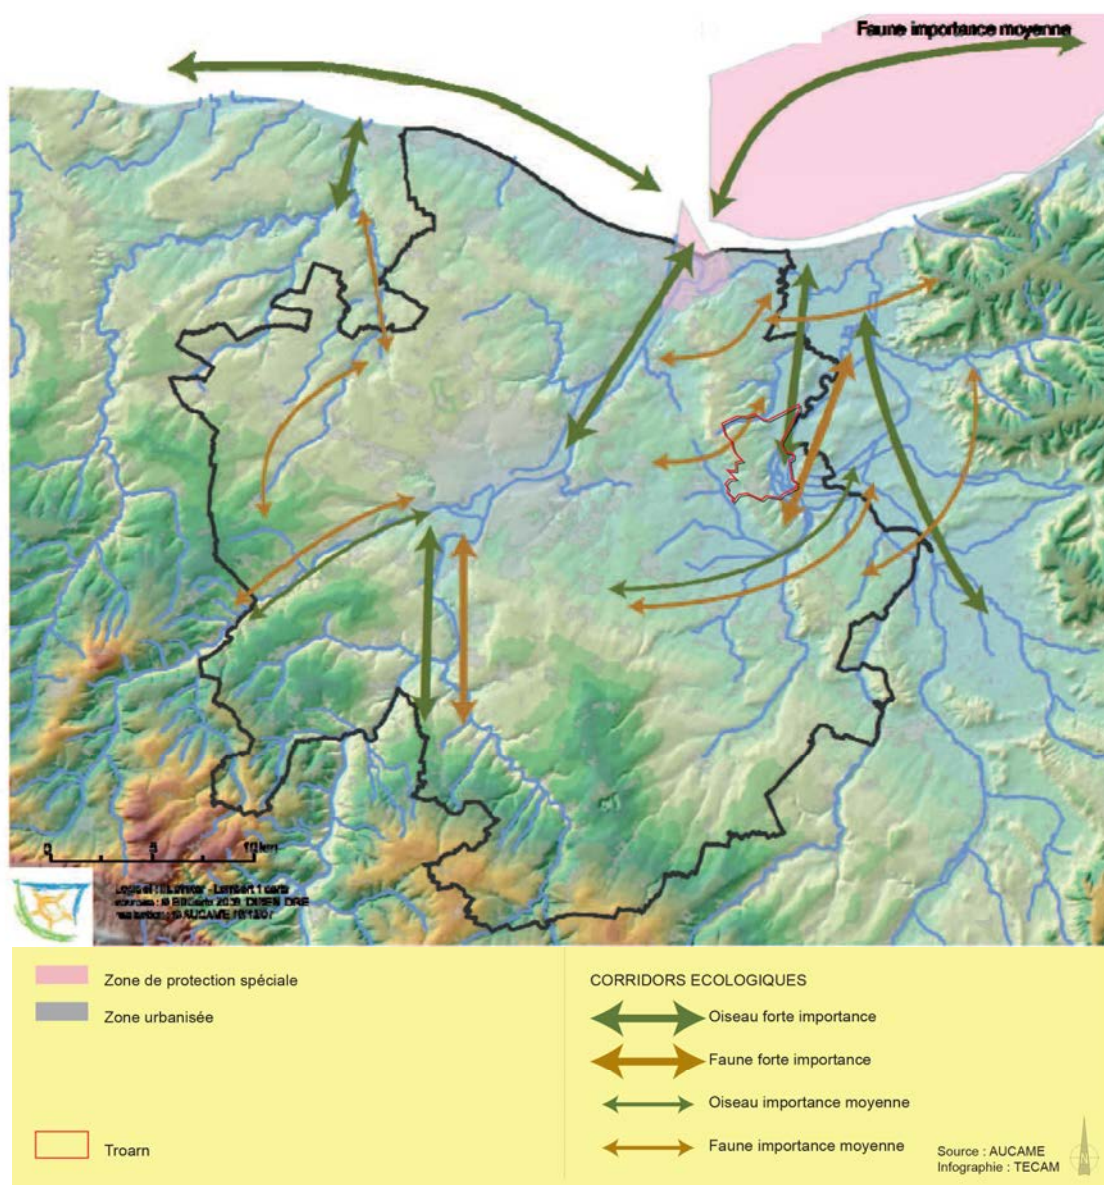 Faune importance moyenne
0 5 10 km
Zone de protection spéciale
Zone urbanisée
Troarn
CORRIDORS ECOLOGIQUES
Oiseau forte importance
Faune forte importance
Oiseau importance moyenne
Faune importance moyenne
Source : AUCAME
Infographie : TECAM
N